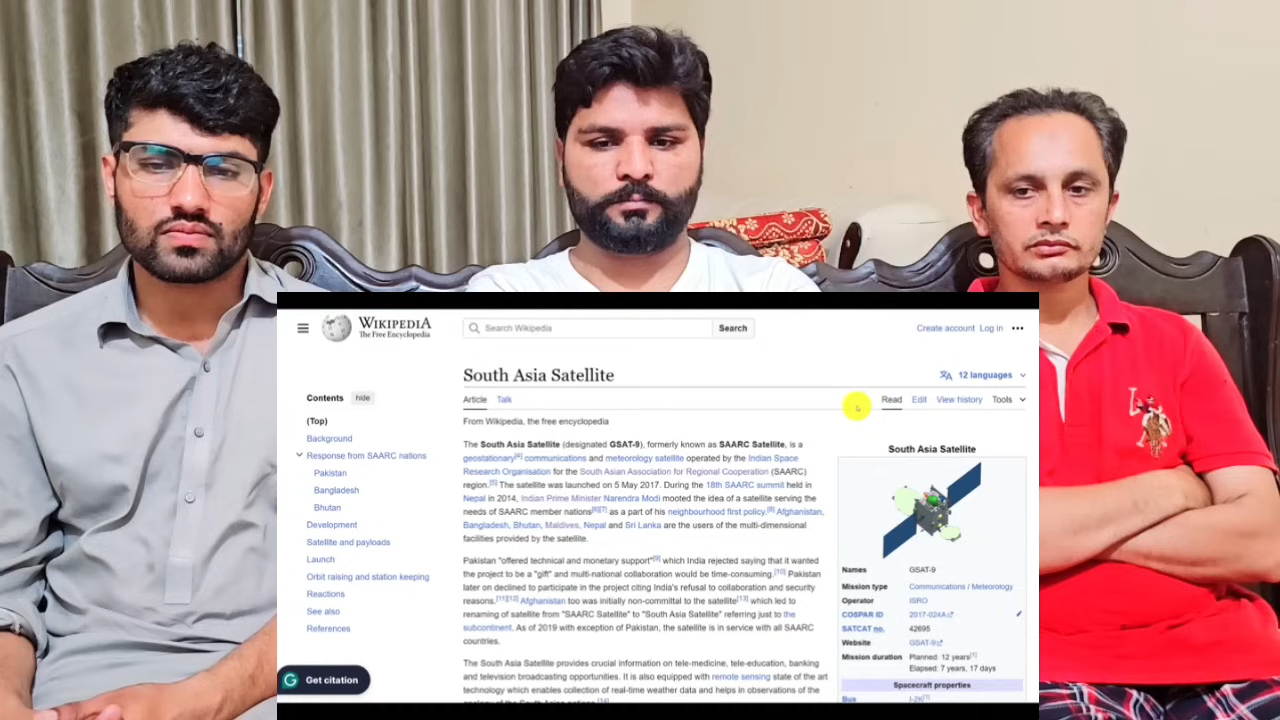 WIKIPEDIA
The Free Encyclopedia
Search Wikipedia
Search
Create account Log in
South Asia Satellite
12 languages
Contents hide
Article Talk
Read Edit View history Tools
(Top)
Background
Response from SAARC nations
Pakistan
Bangladesh
Bhutan
Development
Satellite and payloads
Launch
Orbit raising and station keeping
Reactions
See also
References
Get citation
From Wikipedia, the free encyclopedia
The South Asia Satellite (designated GSAT-9), formerly known as SAARC Satellite, is a
geostationary[4] communications and meteorology satellite operated by the Indian Space
Research Organisation for the South Asian Association for Regional Cooperation (SAARC)
region.[5] The satellite was launched on 5 May 2017. During the 18th SAARC summit held in
Nepal in 2014, Indian Prime Minister Narendra Modi mooted the idea of a satellite serving the
needs of SAARC member nations[6][7] as a part of his neighbourhood first policy.[8] Afghanistan,
Bangladesh, Bhutan, Maldives, Nepal and Sri Lanka are the users of the multi-dimensional
facilities provided by the satellite.
Pakistan "offered technical and monetary support"[9] which India rejected saying that it wanted
the project to be a "gift" and multi-national collaboration would be time-consuming.[10] Pakistan
later on declined to participate in the project citing India's refusal to collaboration and security
reasons.[11][12] Afghanistan too was initially non-committal to the satellite[13] which led to
renaming of satellite from "SAARC Satellite" to "South Asia Satellite" referring just to the
subcontinent. As of 2019 with exception of Pakistan, the satellite is in service with all SAARC
countries.
The South Asia Satellite provides crucial information on tele-medicine, tele-education, banking
and television broadcasting opportunities. It is also equipped with remote sensing state of the art
technology which enables collection of real-time weather data and helps in observations of the
South Asia Satellite
Names GSAT-9
Mission type Communications / Meteorology
Operator ISRO
COSPAR ID 2017-024A
SATCAT no. 42695
Website GSAT-9
Mission duration Planned: 12 years[1]
Elapsed: 7 years, 17 days
Spacecraft properties
Bus I-2K[1]